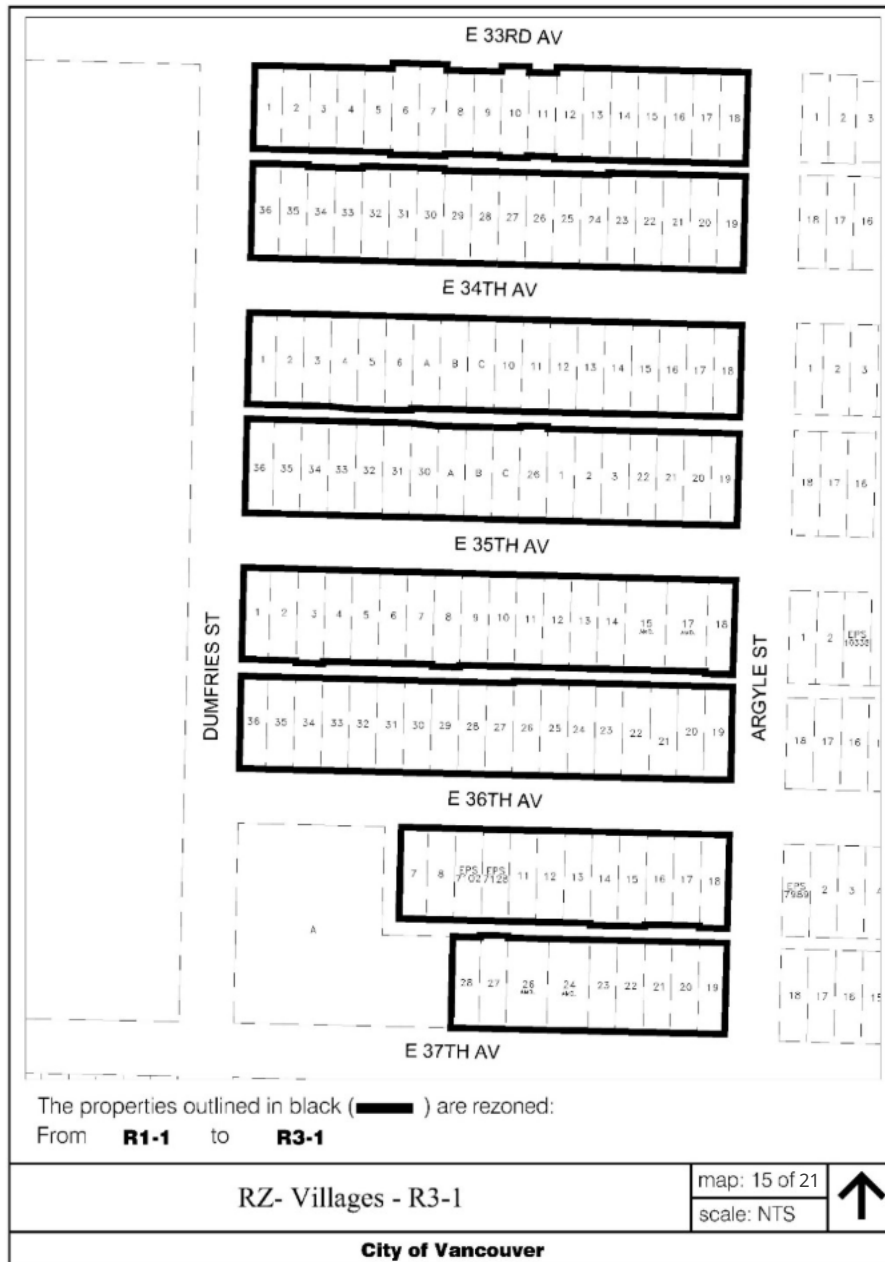 E 33RD AV
1 2 3 4 5 6 7 8 9 10 11 12 13 14 15 16 17 18
1 2 3
36 35 34 33 32 31 30 29 28 27 26 25 24 23 22 21 20 19
18 17 16
E 34TH AV
1 2 3 4 5 6 A B C 10 11 12 13 14 15 16 17 18
1 2 3
36 35 34 33 32 31 30 A B C 26 1 2 3 22 21 20 19
18 17 16
E 35TH AV
DUMFRIES ST
ARGYLE ST
1 2 3 4 5 6 7 8 9 10 11 12 13 14 15 AMD. 17 AMD. 18
1 2 EPS 10338
36 35 34 33 32 31 30 29 28 27 26 25 24 23 22 21 20 19
18 17 16
E 36TH AV
7 8 EPS EPS 7128 11 12 13 14 15 16 17 18
EPS 7989 2 3
A
28 27 26 AMD. 24 AMD. 23 22 21 20 19
18 17 16 15
E 37TH AV
The properties outlined in black ( ) are rezoned:
From R1-1 to R3-1
RZ- Villages - R3-1
map: 15 of 21
scale: NTS
City of Vancouver